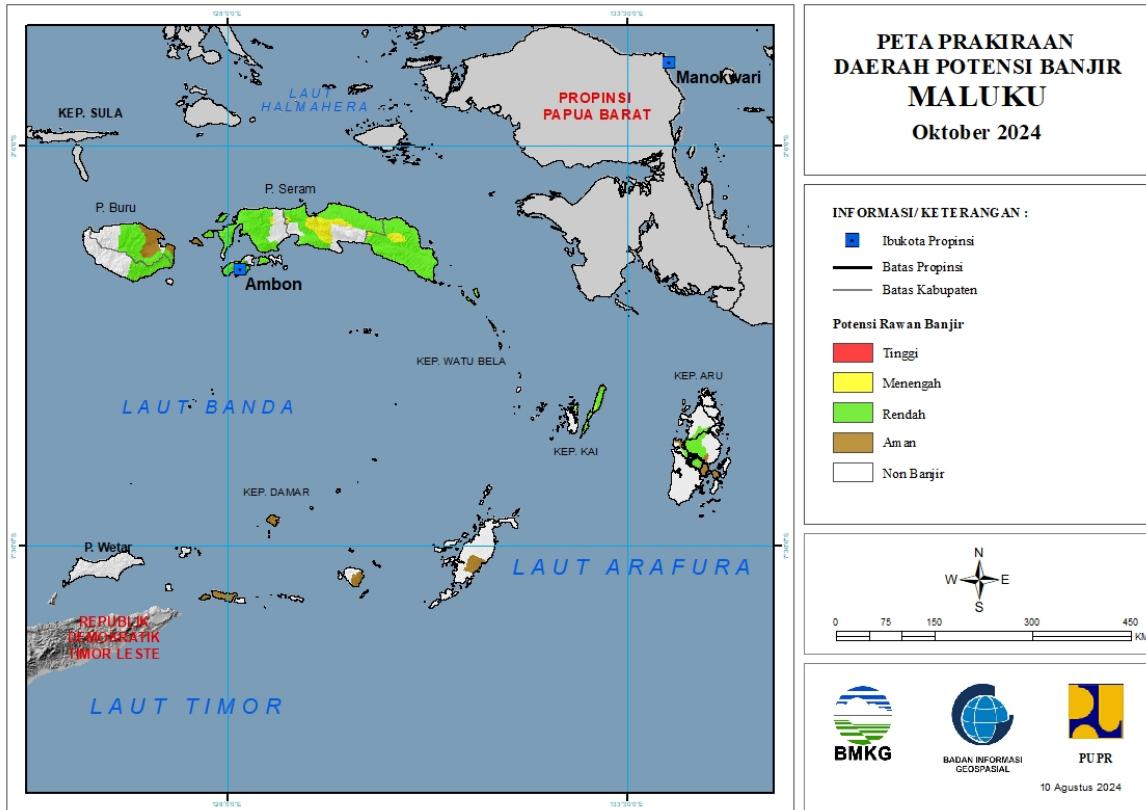 PETA PRAKIRAAN
DAERAH POTENSI BANJIR
MALUKU
Oktober 2024
INFORMASI/ KETERANGAN :
Ibukota Propinsi
Batas Propinsi
Batas Kabupaten
Potensi Rawan Banjir
Tinggi
Menengah
Rendah
Aman
Non Banjir
N
W
E
S
0 75 150 300 450
KM
BMKG
BADAN INFORMASI
GEOSPASIAL
PUPR
10 Agustus 2024
Manokwari
LAUT
HALMAHERA
PROPINSI
PAPUA BARAT
KEP. SULA
P. Seram
P. Buru
Ambon
KEP. WATU BELA
KEP. ARU
LAUT BANDA
KEP. KAI
KEP. DAMAR
P. Wetar
LAUT ARAFURA
REPUBLIK
DEMOKRATIK
TIMOR LESTE
LAUT TIMOR